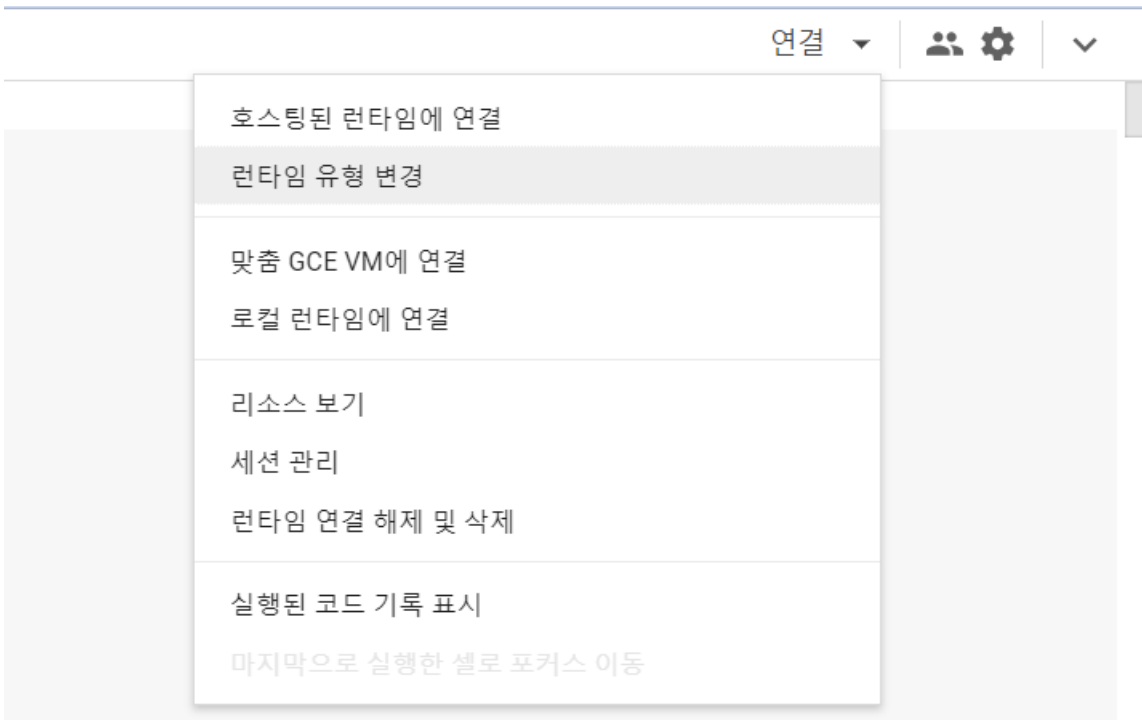 연결
호스팅된 런타임에 연결
런타임 유형 변경
맞춤 GCE VM에 연결
로컬 런타임에 연결
리소스 보기
세션 관리
런타임 연결 해제 및 삭제
실행된 코드 기록 표시
마지막으로 실행한 셀로 포커스 이동